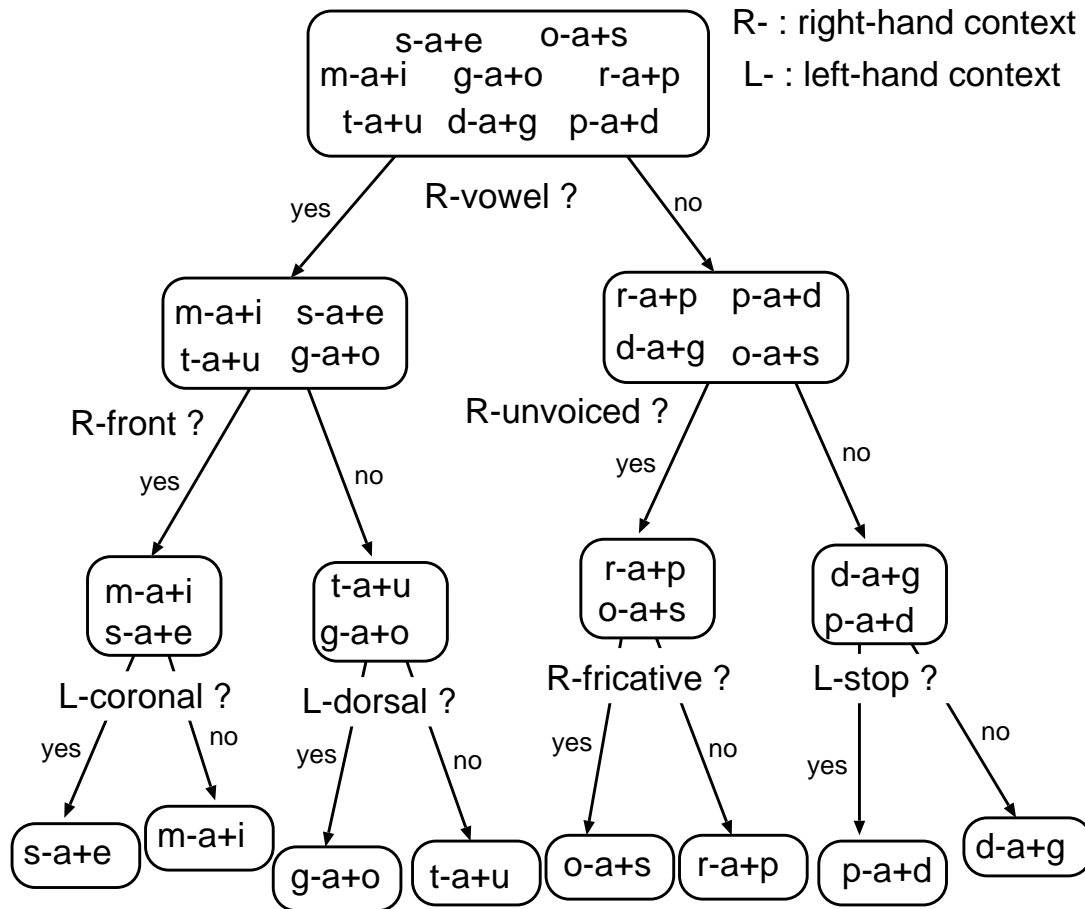 R- : right-hand context
L- : left-hand context
s-a+e o-a+s
m-a+i g-a+o r-a+p
t-a+u d-a+g p-a+d
R-vowel ?
yes
no
m-a+i s-a+e
t-a+u g-a+o
r-a+p p-a+d
d-a+g o-a+s
R-front ?
yes
no
R-unvoiced ?
yes
no
m-a+i
s-a+e
t-a+u
g-a+o
r-a+p
o-a+s
d-a+g
p-a+d
L-coronal ?
yes
no
L-dorsal ?
yes
no
R-fricative ?
yes
no
L-stop ?
yes
no
s-a+e
m-a+i
g-a+o
t-a+u
o-a+s
r-a+p
p-a+d
d-a+g